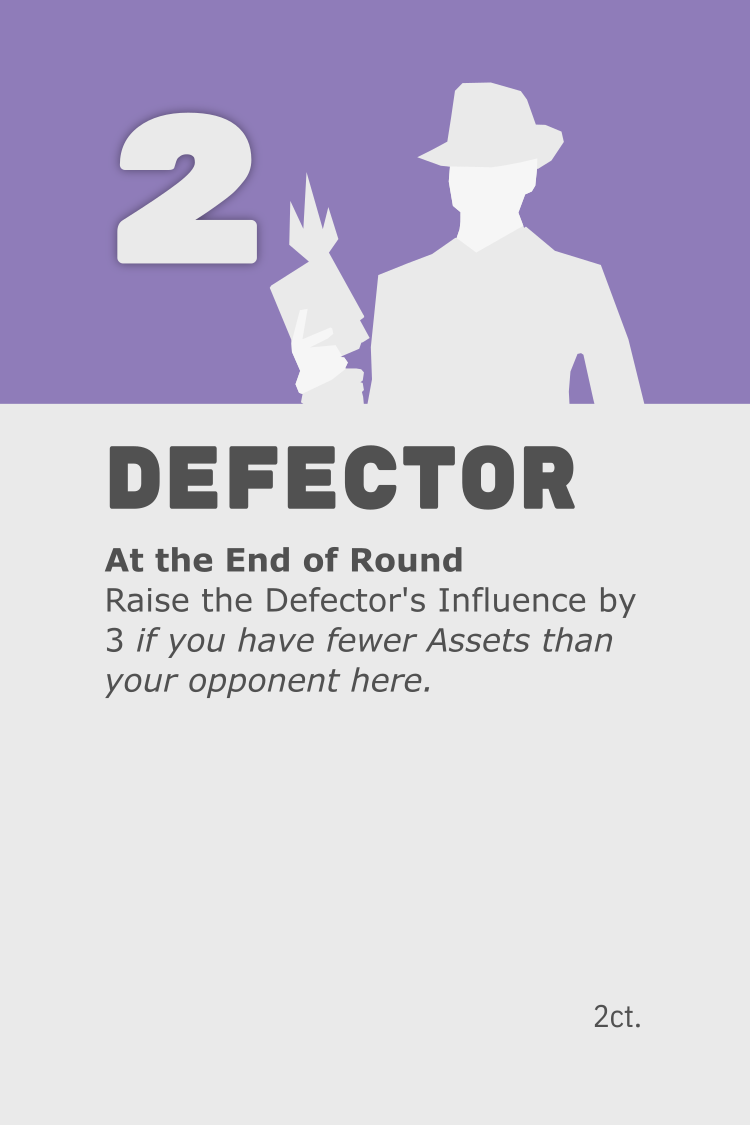 2
DEFECTOR
At the End of Round
Raise the Defector's Influence by
3 if you have fewer Assets than
your opponent here.
2ct.